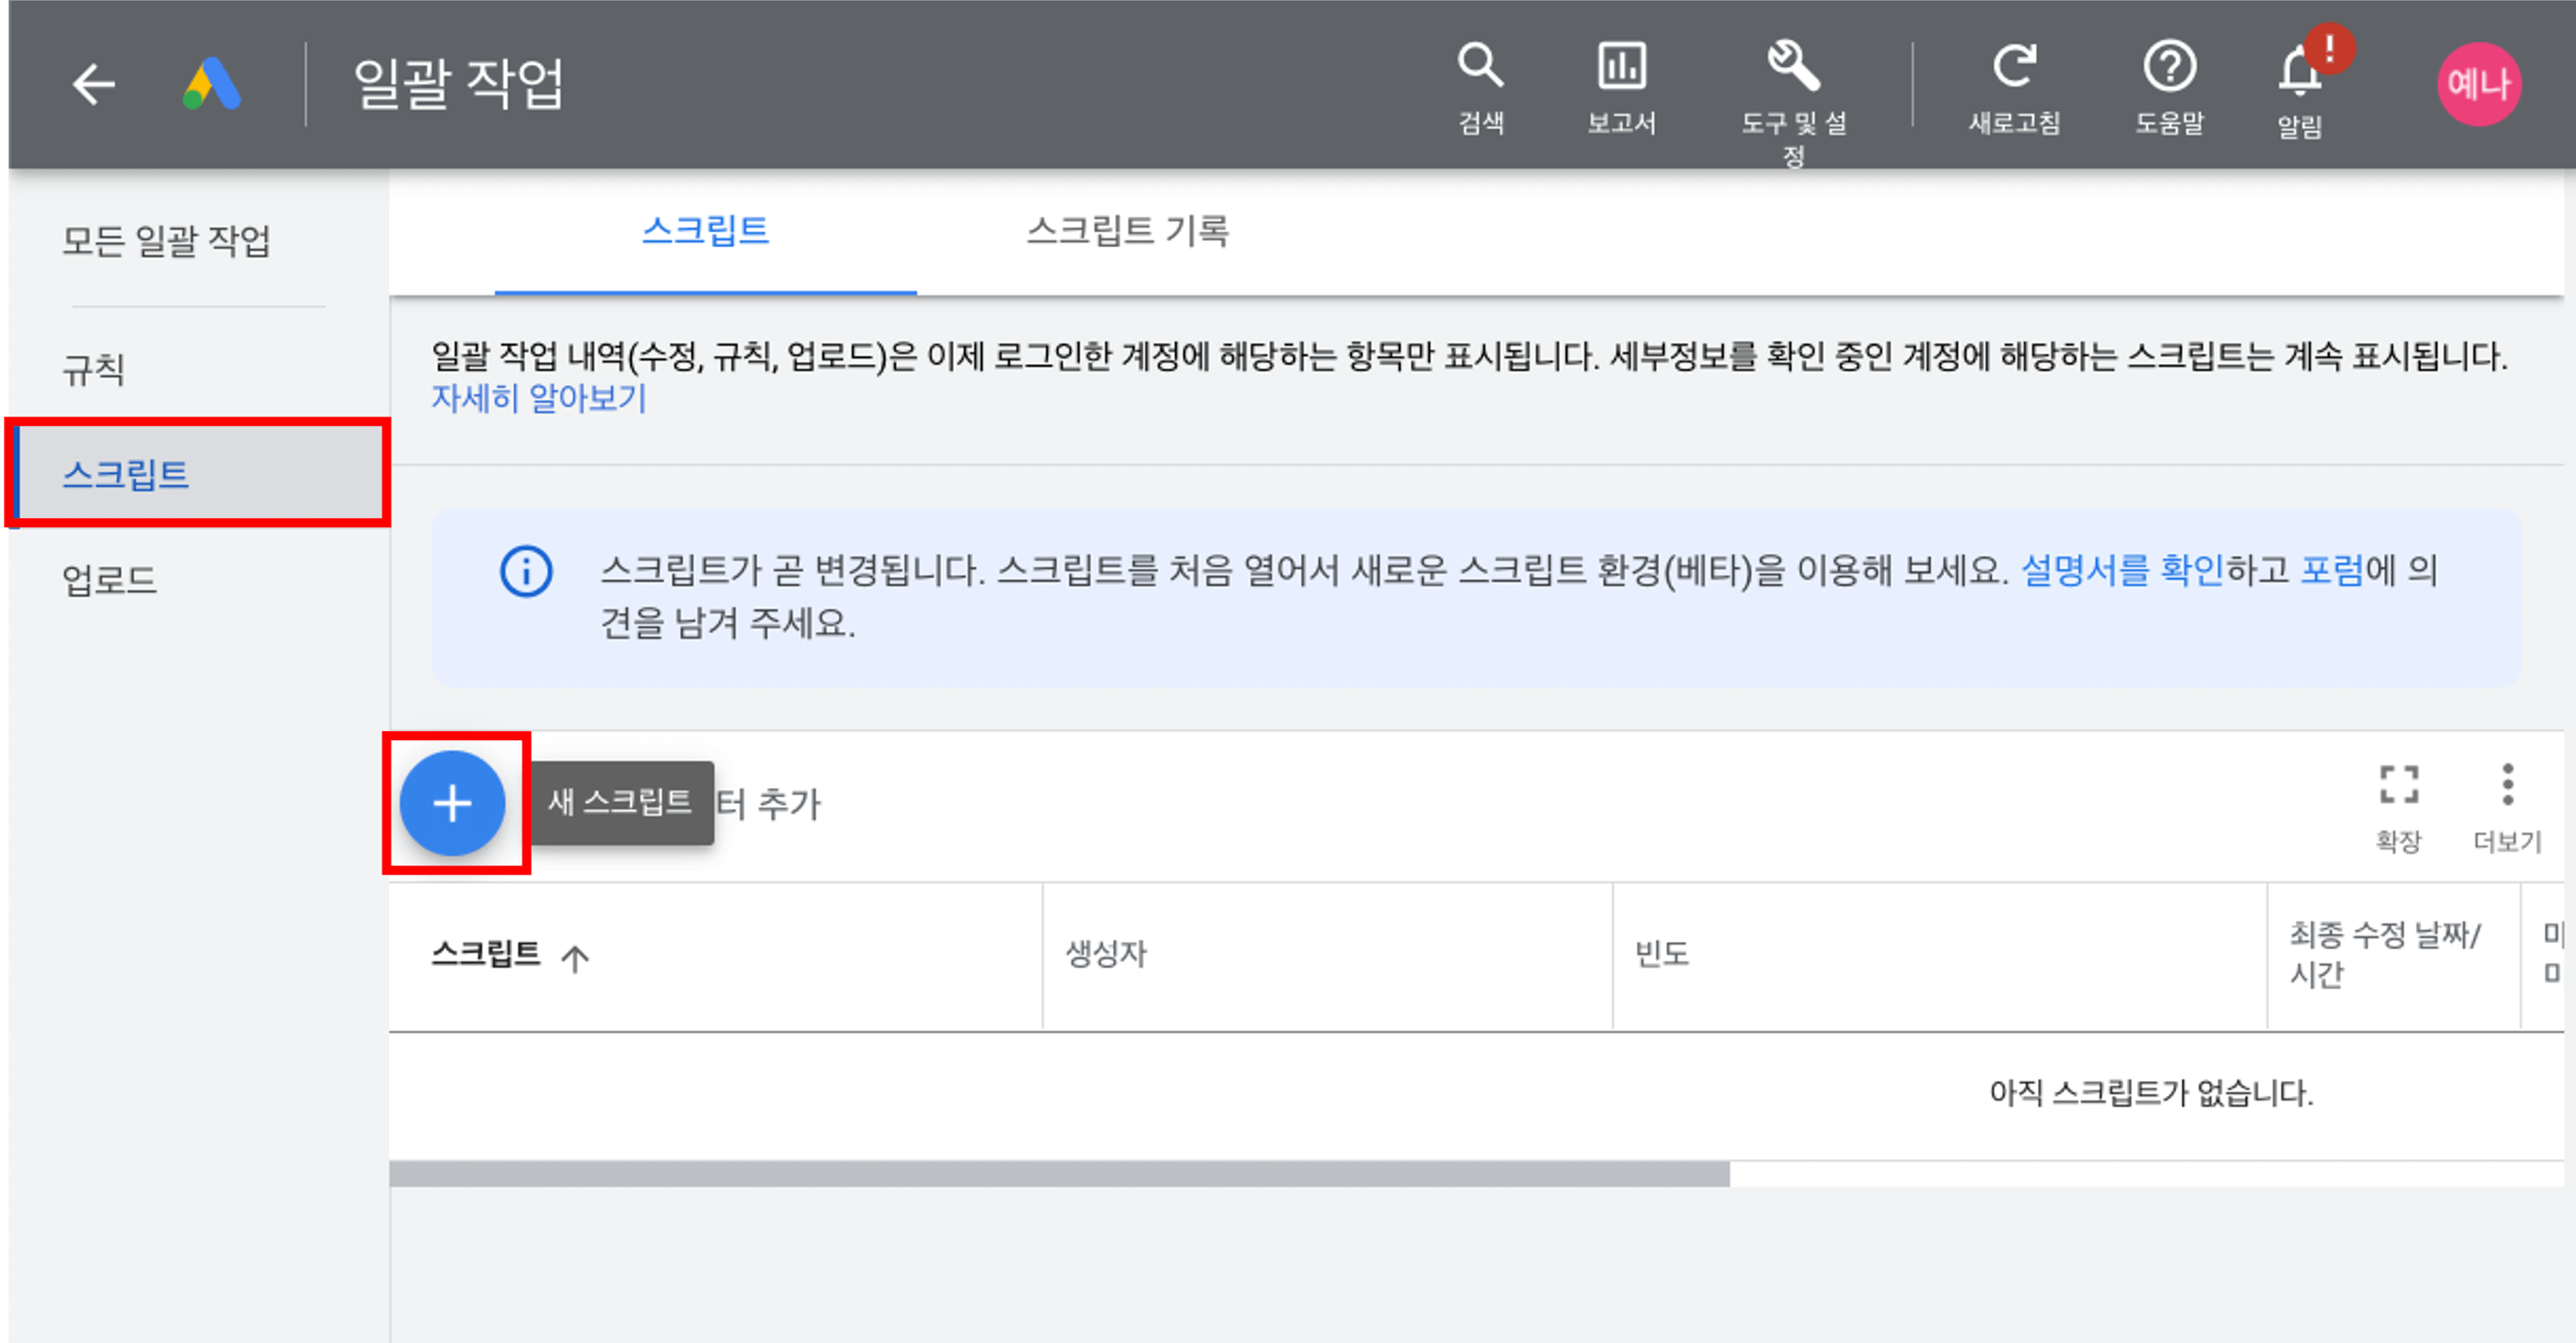 일괄 작업
검색
보고서
도구 및 설
정
새로고침
도움말
!
알림
예나
모든 일괄 작업
규칙
스크립트
업로드
스크립트
스크립트 기록
일괄 작업 내역(수정, 규칙, 업로드)은 이제 로그인한 계정에 해당하는 항목만 표시됩니다. 세부정보를 확인 중인 계정에 해당하는 스크립트는 계속 표시됩니다.
자세히 알아보기
스크립트가 곧 변경됩니다. 스크립트를 처음 열어서 새로운 스크립트 환경(베타)을 이용해 보세요. 설명서를 확인하고 포럼에 의
견을 남겨 주세요.
새 스크립트
터 추가
확장
더보기
스크립트
생성자
빈도
최종 수정 날짜/
시간
아직 스크립트가 없습니다.